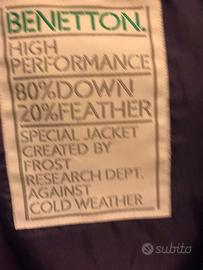 BENETTON.
HIGH
PERFORMANCE
80%DOWN
20%FEATHER
SPECIAL JACKET
CREATED BY
FROST
RESEARCH DEPT.
AGAINST
COLD WEATHER
subito